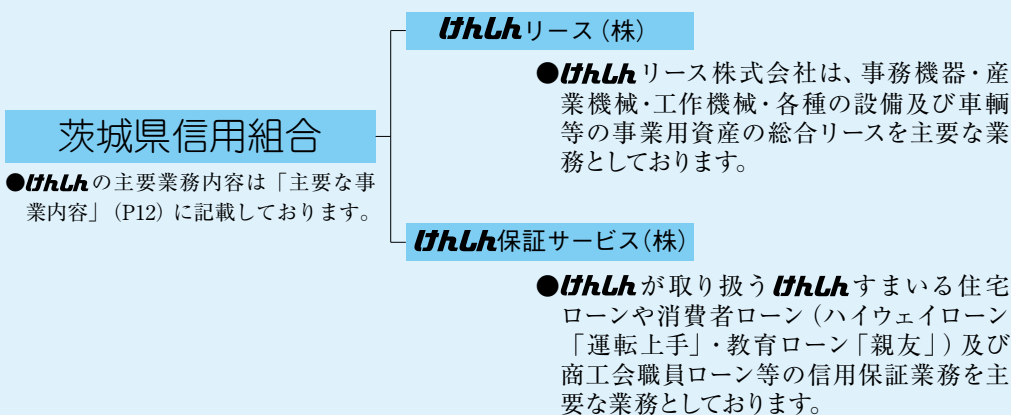 茨城県信用組合
●けんしんの主要業務内容は「主要な事
業内容」(P12)に記載しております。
けんしんリース(株)
●けんしんリース株式会社は、事務機器・産
業機械・工作機械・各種の設備及び車輌
等の事業用資産の総合リースを主要な業
務としております。
けんしん保証サービス(株)
●けんしんが取り扱うけんしんすまいる住宅
ローンや消費者ローン(ハイウェイローン
「運転上手」・教育ローン「親友」)及び
商工会職員ローン等の信用保証業務を主
要な業務としております。